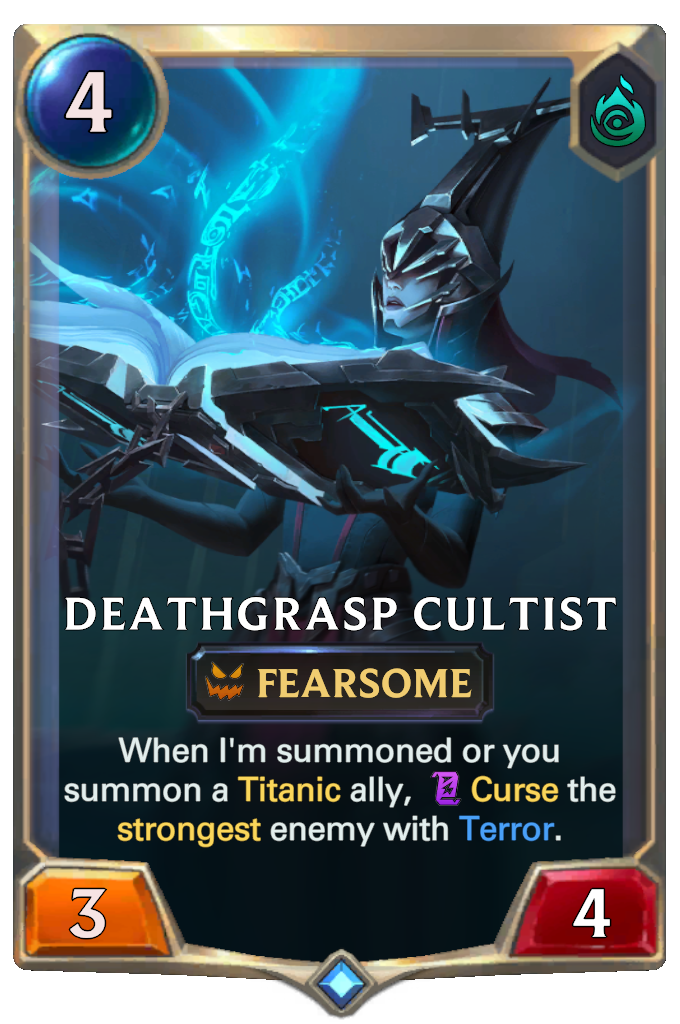 4
DEATHGRASP CULTIST
FEARSOME
When I'm summoned or you
summon a Titanic ally, Curse the
strongest enemy with Terror.
3
4